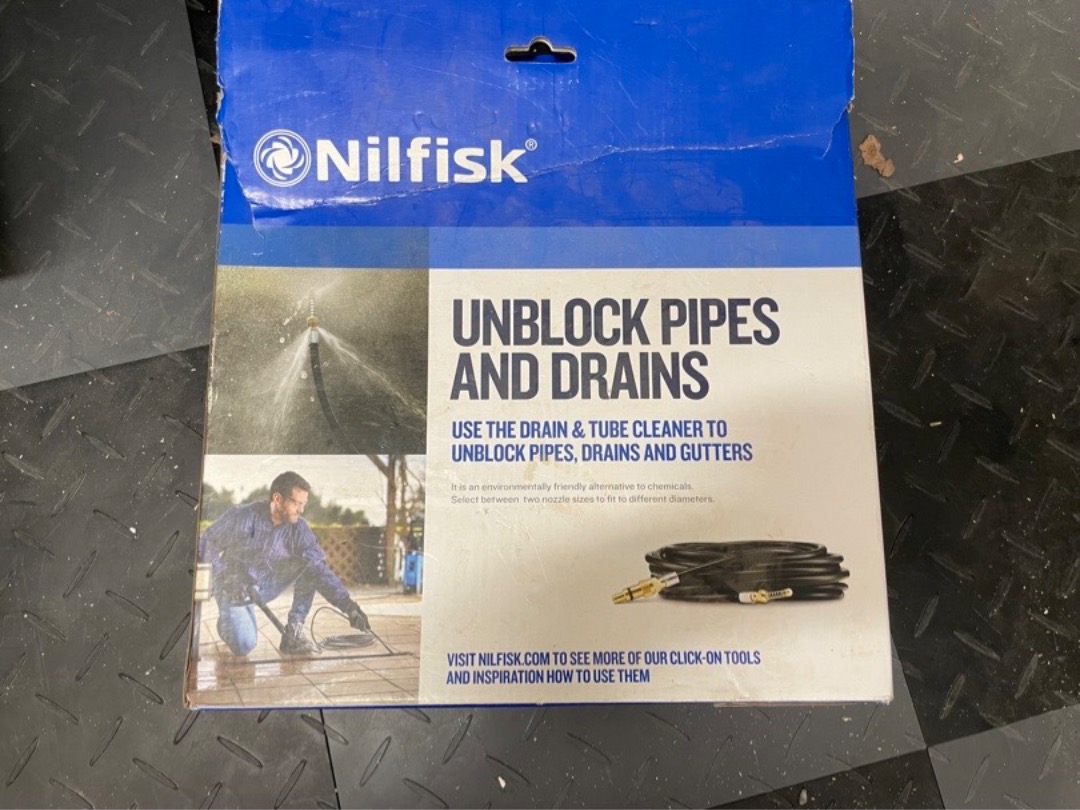 Nilfisk®
UNBLOCK PIPES
AND DRAINS
USE THE DRAIN & TUBE CLEANER TO
UNBLOCK PIPES, DRAINS AND GUTTERS
It is an environmentally friendly alternative to chemicals.
Select between two nozzle sizes to fit to different diameters.
VISIT NILFISK.COM TO SEE MORE OF OUR CLICK-ON TOOLS
AND INSPIRATION HOW TO USE THEM